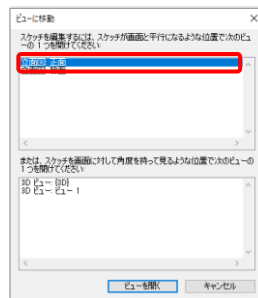 ビューに移動
スケッチを編集するには、スケッチが画面と平行になるような位置で次のビュ
ーの 1 つを開けてください:
立面図: 正面
または、スケッチを画面に対して角度を持って見るような位置で次のビューの
1 つを開けてください:
3D ビュー: {3D}
3D ビュー: ビュー 1
ビューを開く
キャンセル